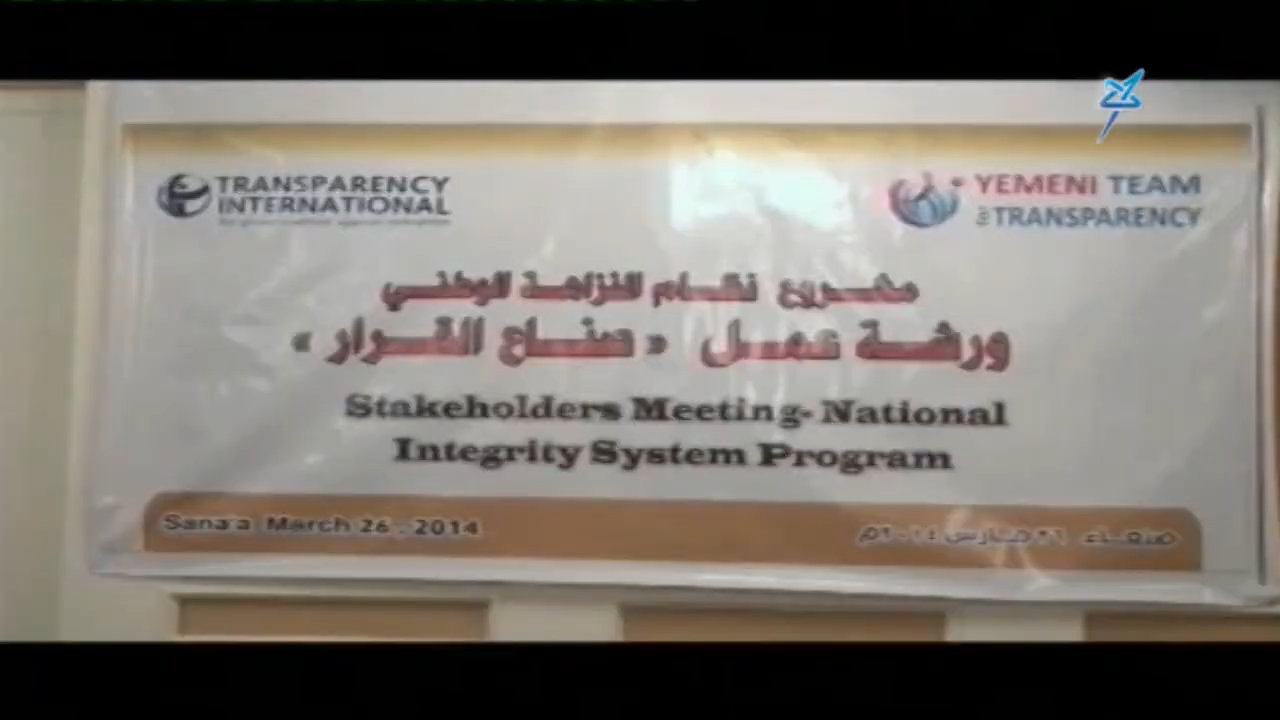 TRANSPARENCY
INTERNATIONAL
YEMENI TEAM
for TRANSPARENCY
مشروع نظام النزاهة الوطني
ورشة عمل « صناع القرار »
Stakeholders Meeting- National
Integrity System Program
Sana'a March 26 , 2014
صنعاء ٢٦ مارس ٢٠١٤م